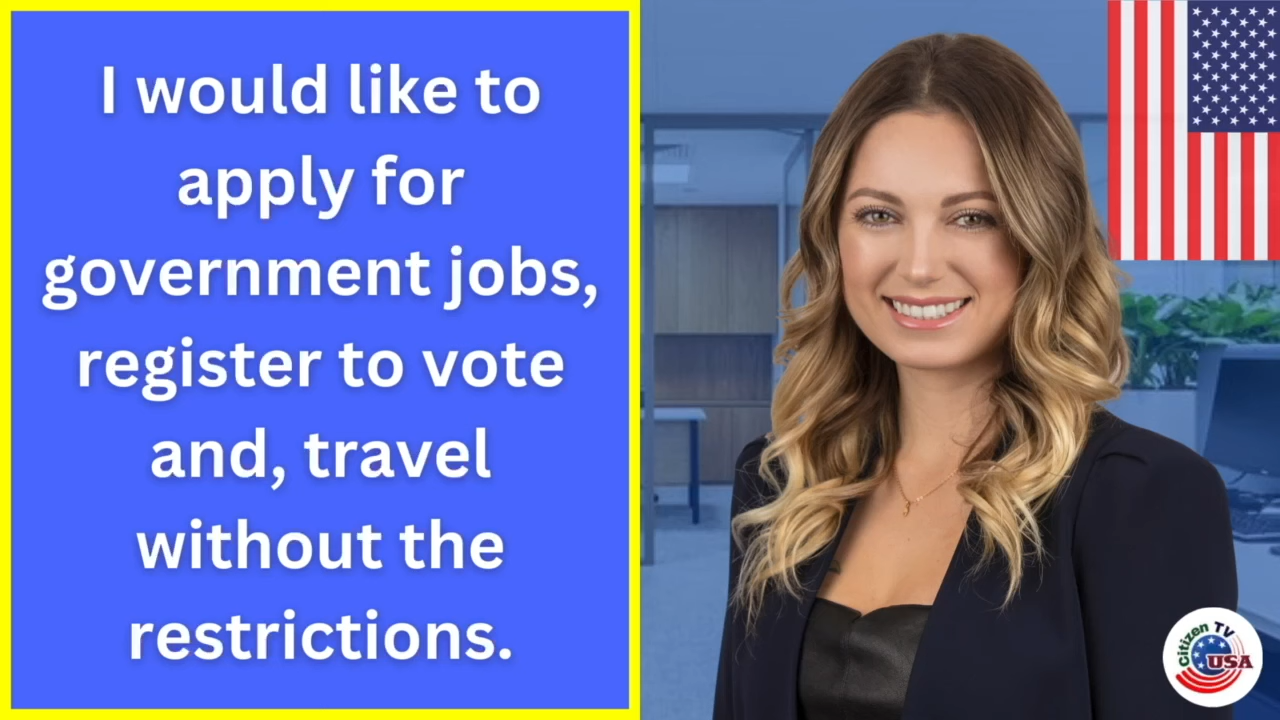 I would like to
apply for
government jobs,
register to vote
and, travel
without the
restrictions.
Citizen TV
USA